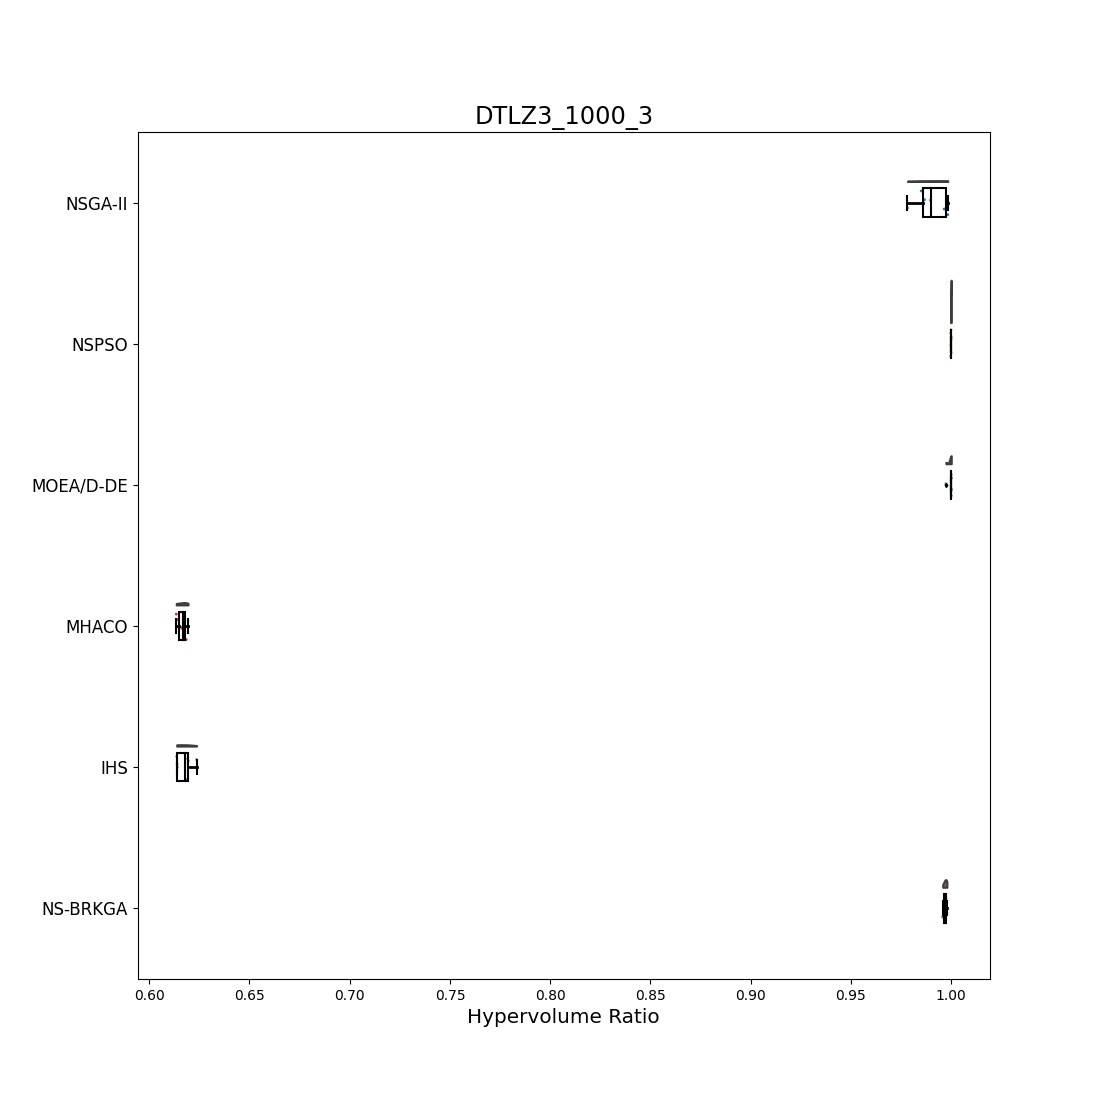 DTLZ3_1000_3
NSGA-II
NSPSO
MOEA/D-DE
MHACO
IHS
NS-BRKGA
0.60 0.65 0.70 0.75 0.80 0.85 0.90 0.95 1.00
Hypervolume Ratio